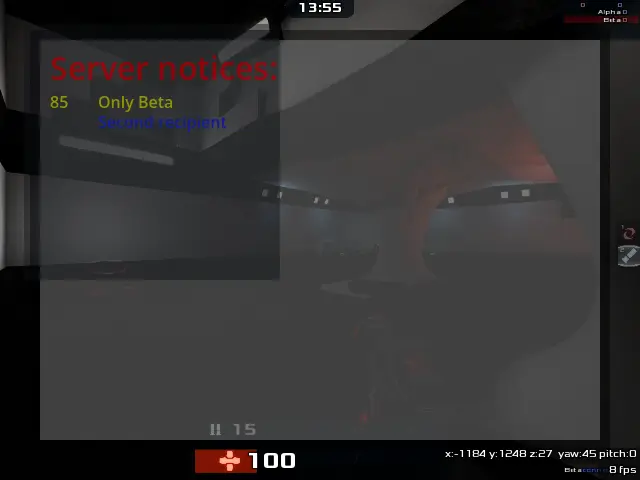 13:55
Alpha 0
Beta 0
Server notices:
85 Only Beta
Second recipient
15
100
x:-1184 y:1248 z:27 yaw:45 pitch:0
8 fps